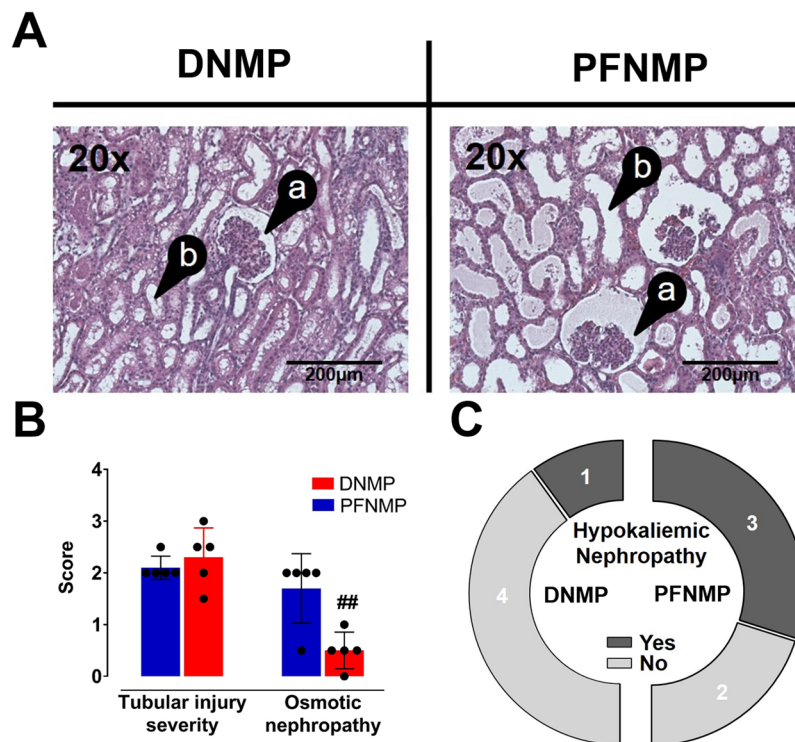 A
DNMP
PFNMP
20x
a
b
200µm
20x
b
a
200µm
B
4
3
2
1
0
Score
DNMP
PFNMP
##
Tubular injury
severity
Osmotic
nephropathy
C
1
3
Hypokaliemic
Nephropathy
4
DNMP
PFNMP
Yes
No
2